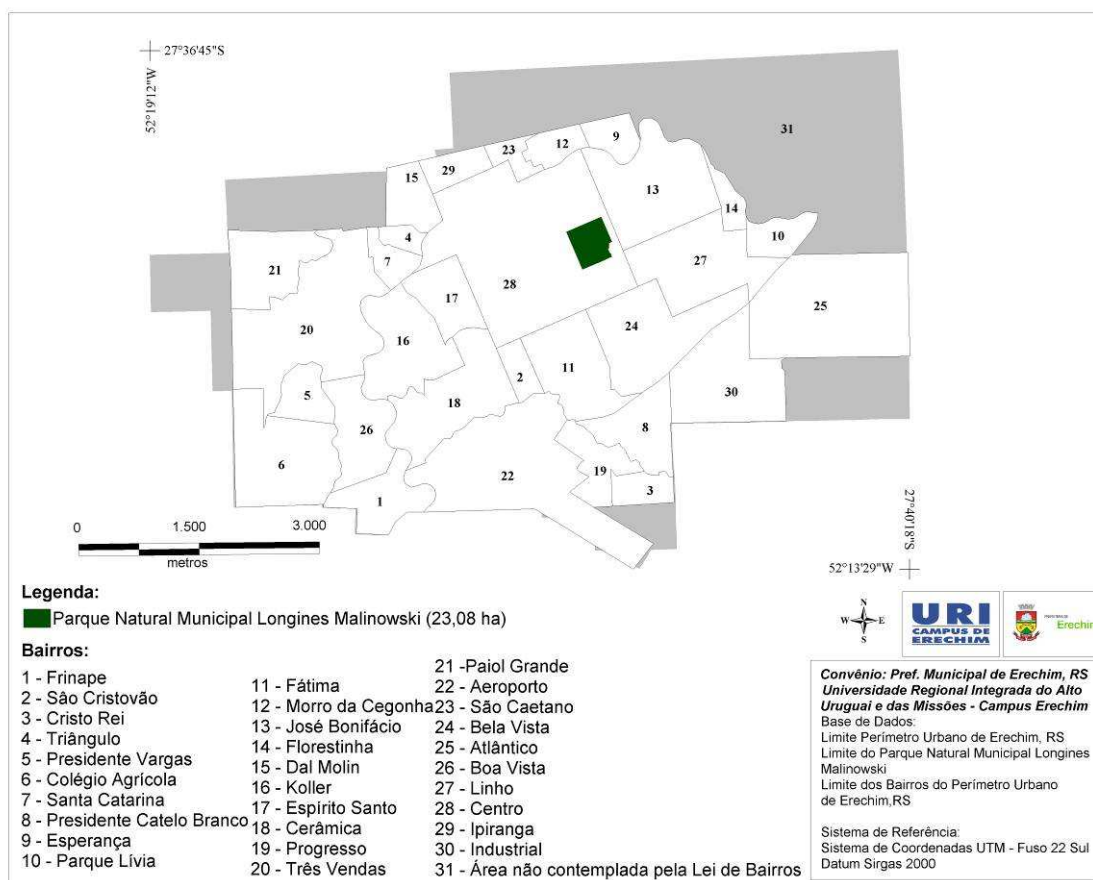 27°36'45"S
52°19'12"W
31
9
12
23
29
15
13
14
4
10
7
27
21
28
17
25
20
24
16
11
2
5
30
18
26
8
6
22
19
3
1
27°40'18"S
52°13'29"W
0 1.500 3.000
metros
Legenda:
Parque Natural Municipal Longines Malinowski (23,08 ha)
Bairros:
1 - Frinape
2 - Sâo Cristovão
3 - Cristo Rei
4 - Triângulo
5 - Presidente Vargas
6 - Colégio Agrícola
7 - Santa Catarina
8 - Presidente Catelo Branco
9 - Esperança
10 - Parque Lívia
11 - Fátima
12 - Morro da Cegonha
13 - José Bonifácio
14 - Florestinha
15 - Dal Molin
16 - Koller
17 - Espírito Santo
18 - Cerâmica
19 - Progresso
20 - Três Vendas
21 -Paiol Grande
22 - Aeroporto
23 - São Caetano
24 - Bela Vista
25 - Atlântico
26 - Boa Vista
27 - Linho
28 - Centro
29 - Ipiranga
30 - Industrial
31 - Área não contemplada pela Lei de Bairros
N
W E
S
URI
CAMPUS DE
ERECHIM
Erechim
Convênio: Pref. Municipal de Erechim, RS
Universidade Regional Integrada do Alto
Uruguai e das Missões - Campus Erechim
Base de Dados:
Limite Perímetro Urbano de Erechim, RS
Limite do Parque Natural Municipal Longines
Malinowski
Limite dos Bairros do Perímetro Urbano
de Erechim,RS
Sistema de Referência:
Sistema de Coordenadas UTM - Fuso 22 Sul
Datum Sirgas 2000